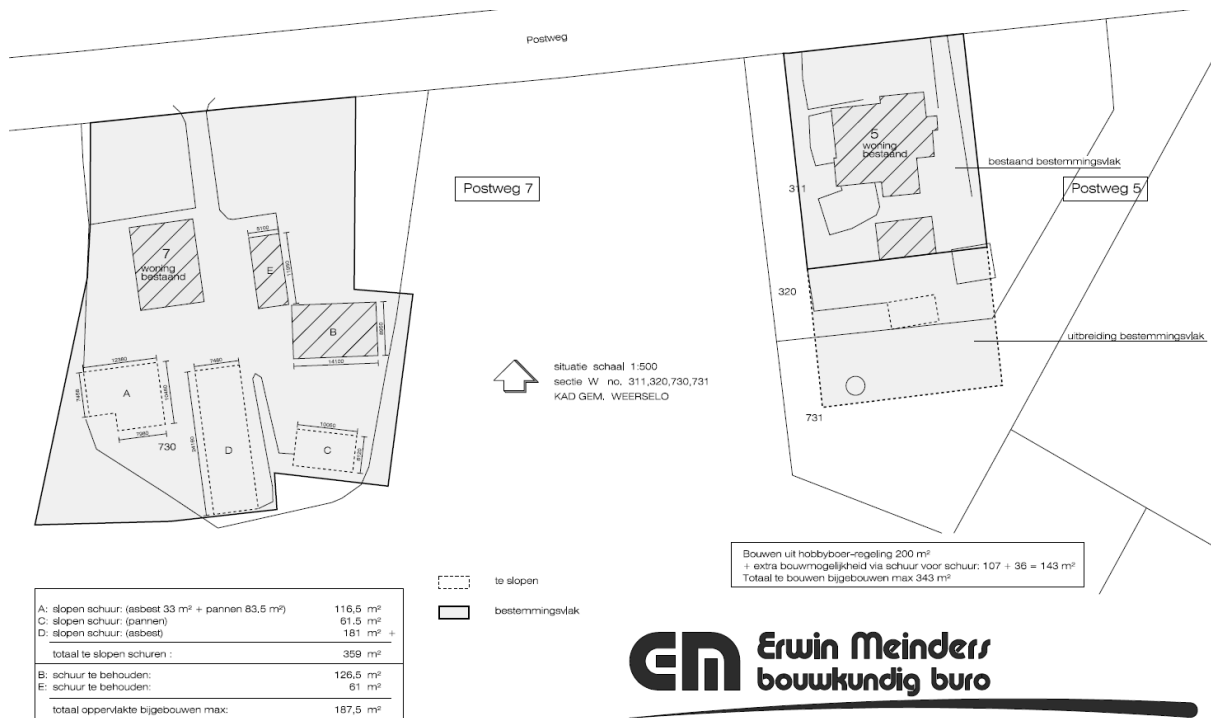 Postweg
5
woning
bestaand
bestaand bestemmingsvlak
311
Postweg 5
Postweg 7
7
woning
bestaand
E
B
14100
320
uitbreiding bestemmingsvlak
situatie schaal 1:500
sectie W no. 311,320,730,731
KAD GEM. WEERSELO
12380
7480
A
7980
730
D
C
731
Bouwen uit hobbyboer-regeling 200 m²
+ extra bouwmogelijkheid via schuur voor schuur: 107 + 36 = 143 m²
Totaal te bouwen bijgebouwen max 343 m²
te slopen
bestemmingsvlak
A: slopen schuur: (asbest 33 m² + pannen 83,5 m²) 116,5 m²
C: slopen schuur: (pannen) 61.5 m²
D: slopen schuur: (asbest) 181 m² +
totaal te slopen schuren : 359 m²
B: schuur te behouden: 126,5 m²
E: schuur te behouden: 61 m²
totaal oppervlakte bijgebouwen max: 187,5 m²
EM
Erwin Meinders
bouwkundig buro